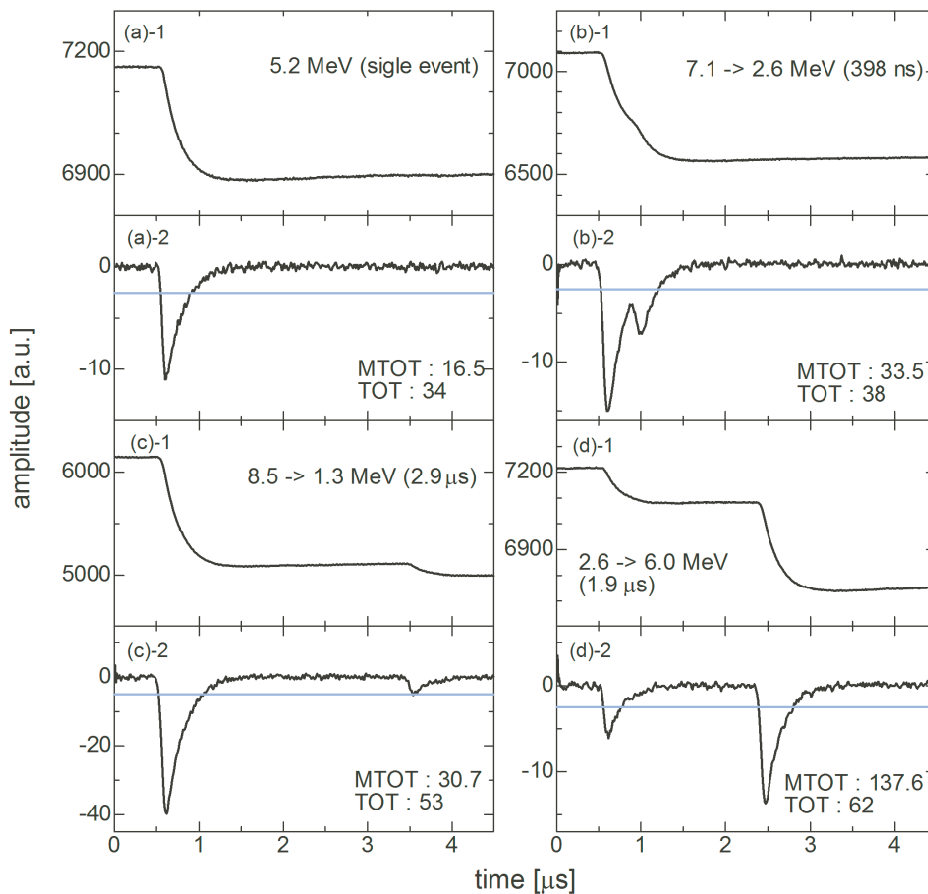 amplitude [a.u.]
(a)-1
7200
6900
5.2 MeV (sigle event)
(b)-1
7000
6500
7.1 -> 2.6 MeV (398 ns)
(a)-2
0
-10
MTOT : 16.5
TOT : 34
(b)-2
0
-10
MTOT : 33.5
TOT : 38
(c)-1
6000
5000
8.5 -> 1.3 MeV (2.9 μs)
(d)-1
7200
6900
2.6 -> 6.0 MeV
(1.9 μs)
(c)-2
0
-20
-40
MTOT : 30.7
TOT : 53
(d)-2
0
-10
MTOT : 137.6
TOT : 62
0 1 2 3 4
0 1 2 3 4
time [μs]